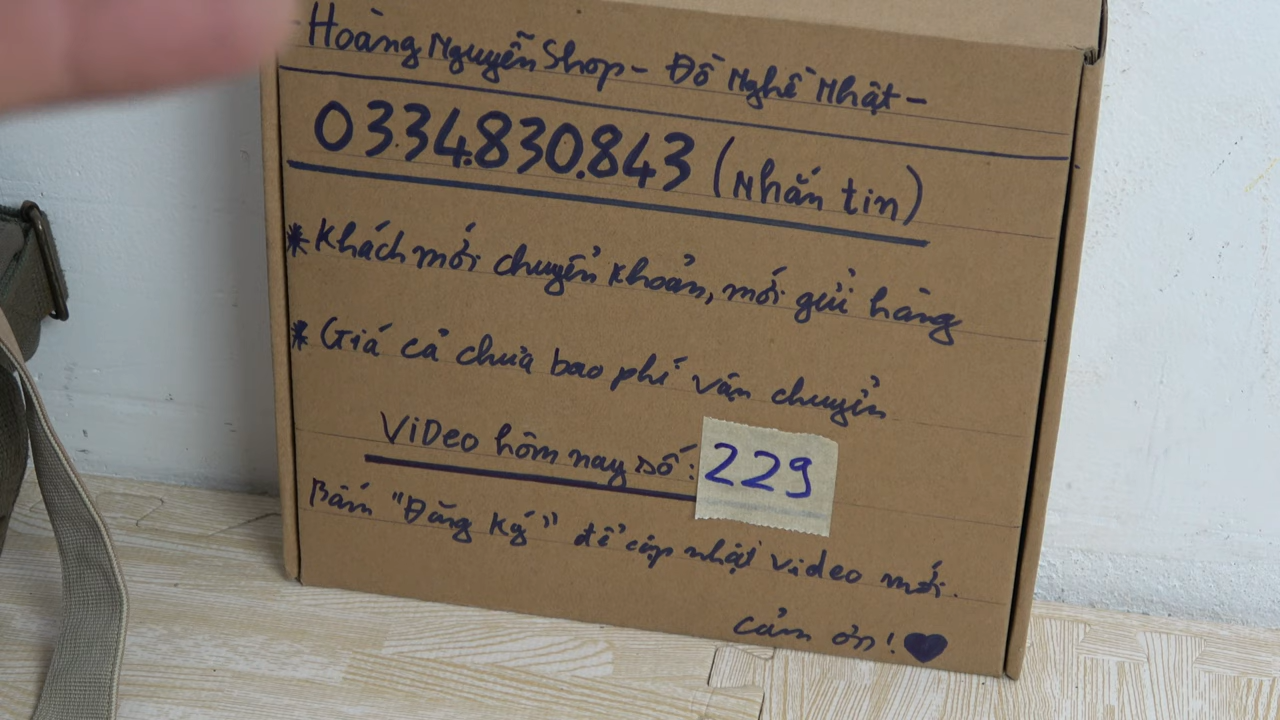 - Hoàng Nguyễn Shop - Đồ Nghề Nhật -
0334.830.843 (Nhắn tin)
* Khách mới chuyển khoản, mới gửi hàng
* Giá cả chưa bao phí vận chuyển
ViDeo hôm nay số: 229
Bấm "Đăng Ký" để cập nhật video mới.
cảm ơn! ♥